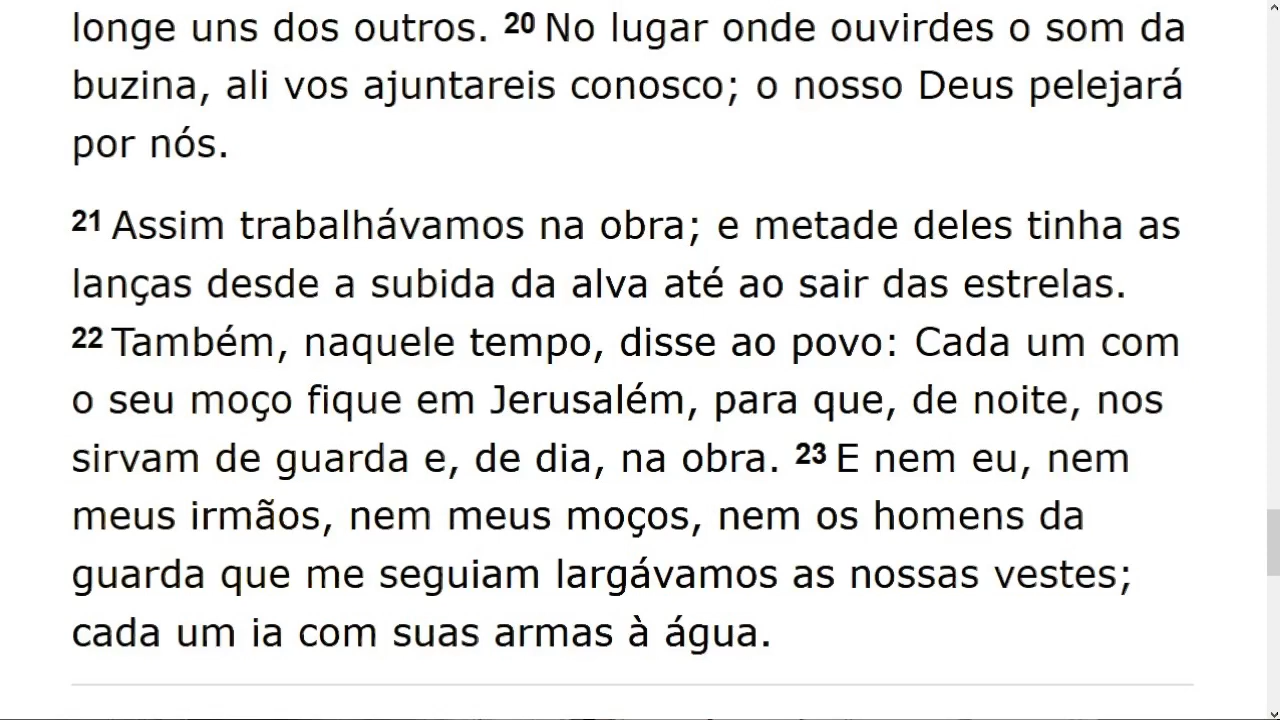 longe uns dos outros. 20 No lugar onde ouvirdes o som da
buzina, ali vos ajuntareis conosco; o nosso Deus pelejará
por nós.
21 Assim trabalhávamos na obra; e metade deles tinha as
lanças desde a subida da alva até ao sair das estrelas.
22 Também, naquele tempo, disse ao povo: Cada um com
o seu moço fique em Jerusalém, para que, de noite, nos
sirvam de guarda e, de dia, na obra. 23 E nem eu, nem
meus irmãos, nem meus moços, nem os homens da
guarda que me seguiam largávamos as nossas vestes;
cada um ia com suas armas à água.